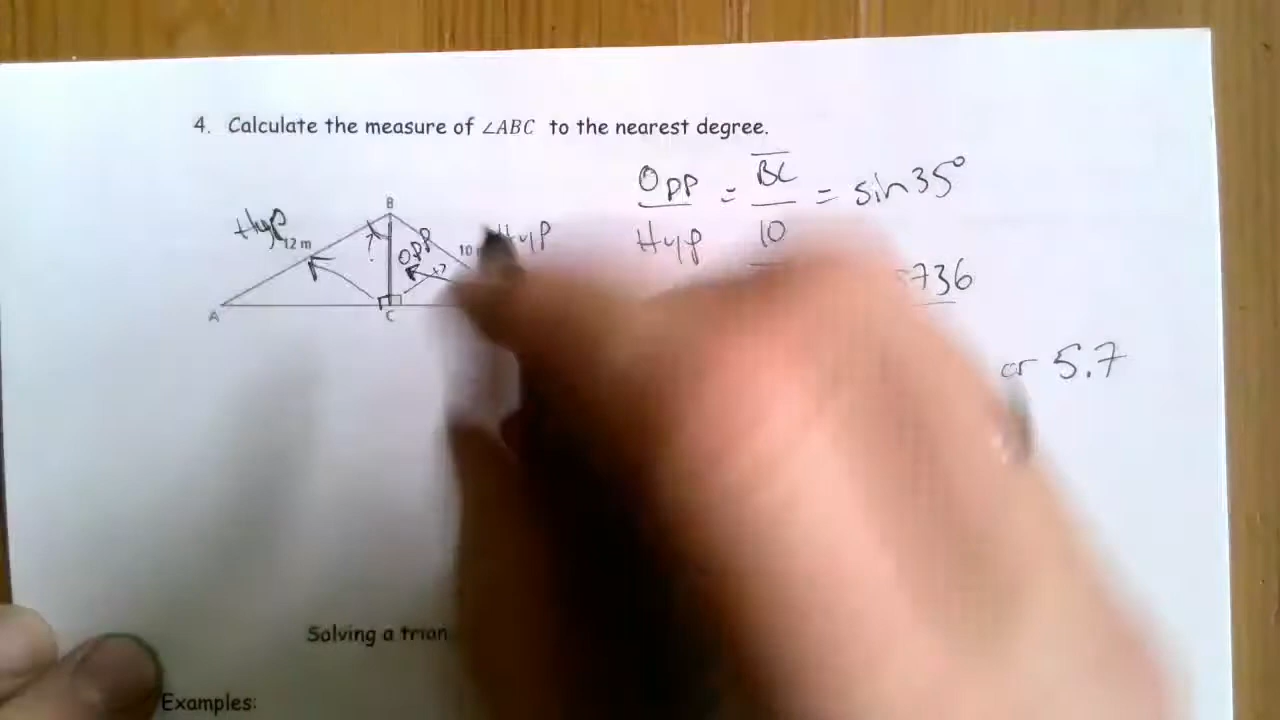 4. Calculate the measure of ∠ABC to the nearest degree.
Opp = BC = sin35°
Hyp 10
B
Hyp
12 m
?
Opp
10
Hyp
A
C
736
or 5.7
Solving a trian
Examples: